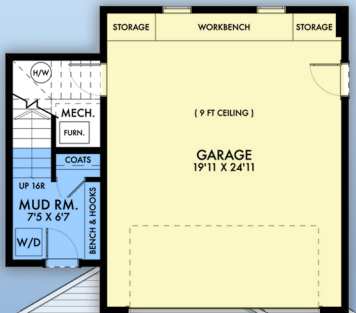 STORAGE
WORKBENCH
STORAGE
H/W
MECH.
FURN.
( 9 FT CEILING )
COATS
GARAGE
19'11 X 24'11
UP 16R
MUD RM.
7'5 X 6'7
BENCH & HOOKS
W/D